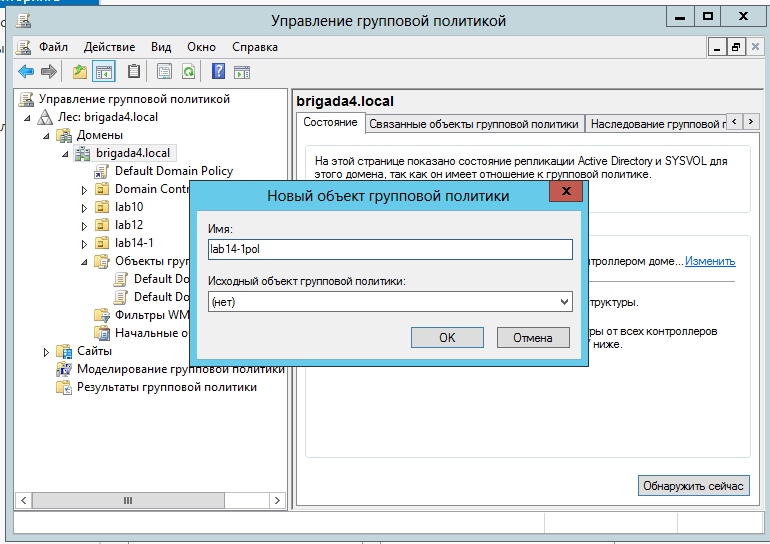 Управление групповой политикой
Файл Действие Вид Окно Справка
Управление групповой политикой
Лес: brigada4.local
Домены
brigada4.local
Default Domain Policy
Domain Contr
lab10
lab12
lab14-1
Объекты груп
Default Do
Default Do
Фильтры WM
Начальные о
Сайты
Моделирование групповой политики
Результаты групповой политики
brigada4.local
Состояние Связанные объекты групповой политики Наследование групповой п
На этой странице показано состояние репликации Active Directory и SYSVOL для
этого домена, так как он имеет отношение к групповой политике.
нтроллером доме... Изменить
труктуры.
ры от всех контроллеров
ниже.
Обнаружить сейчас
Новый объект групповой политики
Имя:
lab14-1pol
Исходный объект групповой политики:
(нет)
OK Отмена